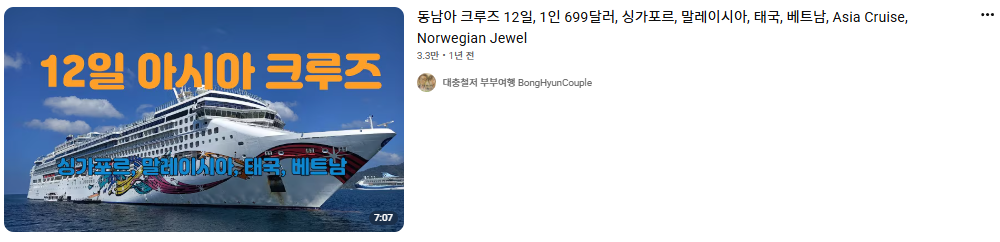 12일 아시아 크루즈
싱가포르, 말레이시아, 태국, 베트남
7:07
동남아 크루즈 12일, 1인 699달러, 싱가포르, 말레이시아, 태국, 베트남, Asia Cruise,
Norwegian Jewel
3.3만 • 1년 전
대충철저 부부여행 BongHyunCouple